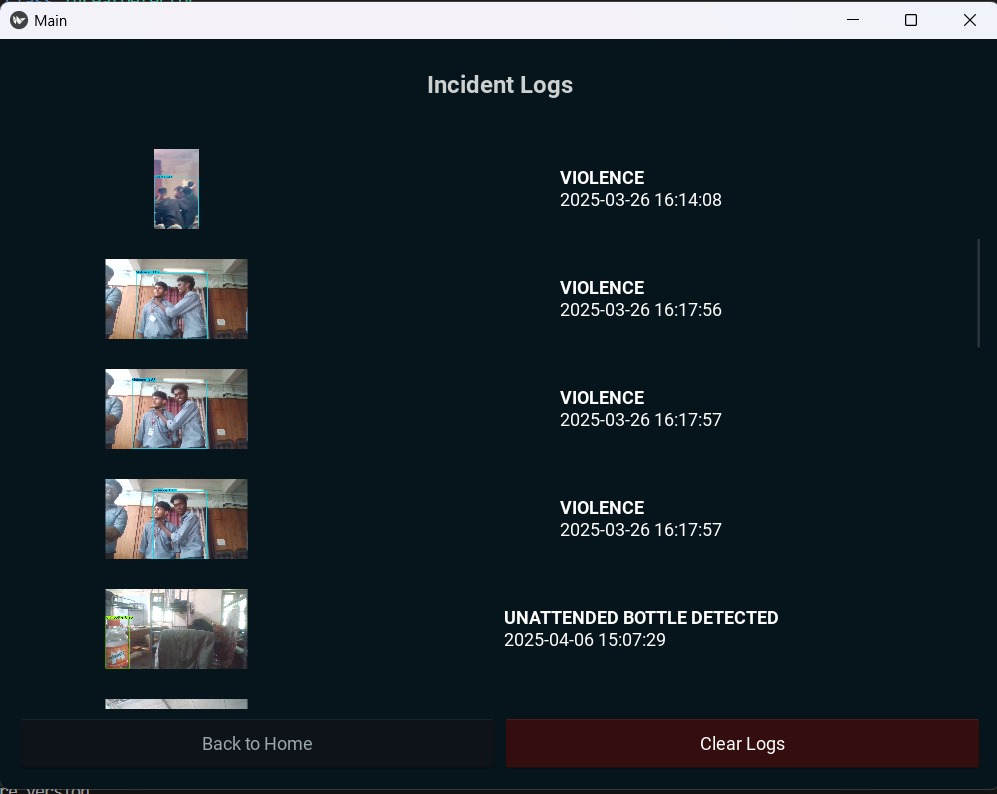 Main
Incident Logs
VIOLENCE
2025-03-26 16:14:08
VIOLENCE
2025-03-26 16:17:56
VIOLENCE
2025-03-26 16:17:57
VIOLENCE
2025-03-26 16:17:57
UNATTENDED BOTTLE DETECTED
2025-04-06 15:07:29
Back to Home
Clear Logs